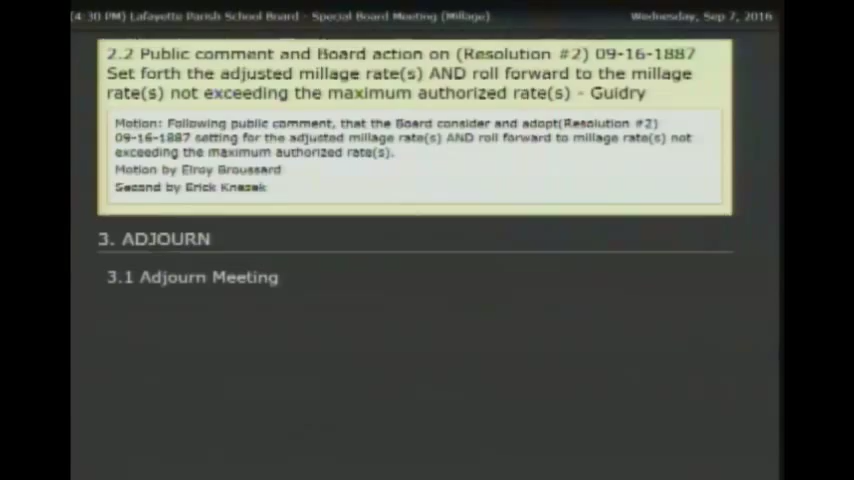 (4:30 PM) Lafayette Parish School Board - Special Board Meeting (Millage)
Wednesday, Sep 7, 2016
2.2 Public comment and Board action on (Resolution #2) 09-16-1887
Set forth the adjusted millage rate(s) AND roll forward to the millage
rate(s) not exceeding the maximum authorized rate(s) - Guidry
Motion: Following public comment, that the Board consider and adopt(Resolution #2)
09-16-1887 setting for the adjusted millage rate(s) AND roll forward to millage rate(s) not
exceeding the maximum authorized rate(s).
Motion by Elroy Broussard
Second by Erick Knezek
3. ADJOURN
3.1 Adjourn Meeting